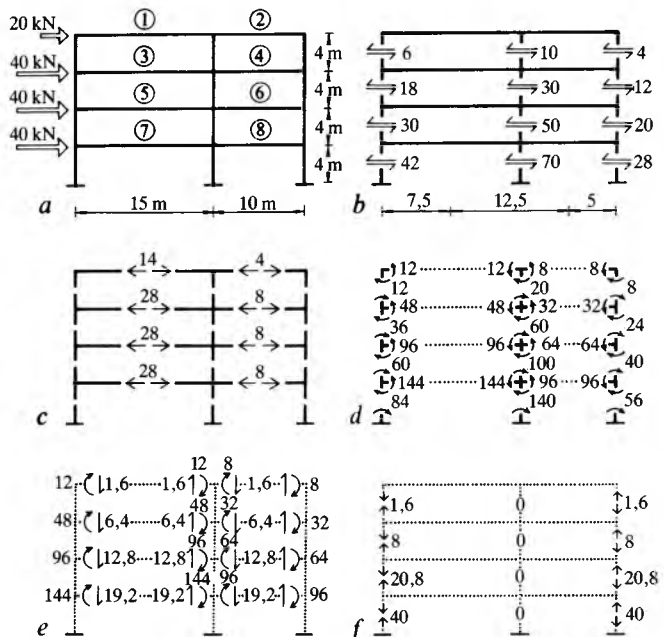 20 kN ① ②
40 kN ③ ④ 4 m
40 kN ⑤ ⑥ 4 m
40 kN ⑦ ⑧ 4 m
4 m
a 15 m 10 m
6 10 4
18 30 12
30 50 20
42 70 28
b 7,5 12,5 5
14 4
28 8
28 8
28 8
c
12 12 8 8
12 20 8
48 48 32 32
36 60 24
96 96 64 64
60 100 40
144 144 96 96
84 140 56
d
12 8
12 1,6 1,6 1,6 8
48 32
48 6,4 6,4 6,4 32
96 64
96 12,8 12,8 12,8 64
144 96
144 19,2 19,2 19,2 96
e
1,6 0 1,6
8 0 8
20,8 0 20,8
40 0 40
f